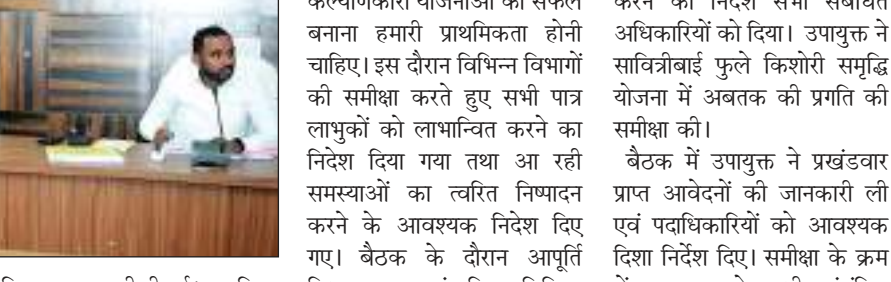 कल्याणकारी योजनाओं को सफल
बनाना हमारी प्राथमिकता होनी
चाहिए। इस दौरान विभिन्न विभागों
की समीक्षा करते हुए सभी पात्र
लाभुकों को लाभान्वित करने का
निदेश दिया गया तथा आ रही
समस्याओं का त्वरित निष्पादन
करने के आवश्यक निदेश दिए
गए। बैठक के दौरान आपूर्ति
करने का निदेश सभी संबंधित
अधिकारियों को दिया। उपायुक्त ने
सावित्रीबाई फुले किशोरी समृद्धि
योजना में अबतक की प्रगति की
समीक्षा की।
बैठक में उपायुक्त ने प्रखंडवार
प्राप्त आवेदनों की जानकारी ली
एवं पदाधिकारियों को आवश्यक
दिशा निर्देश दिए। समीक्षा के क्रम